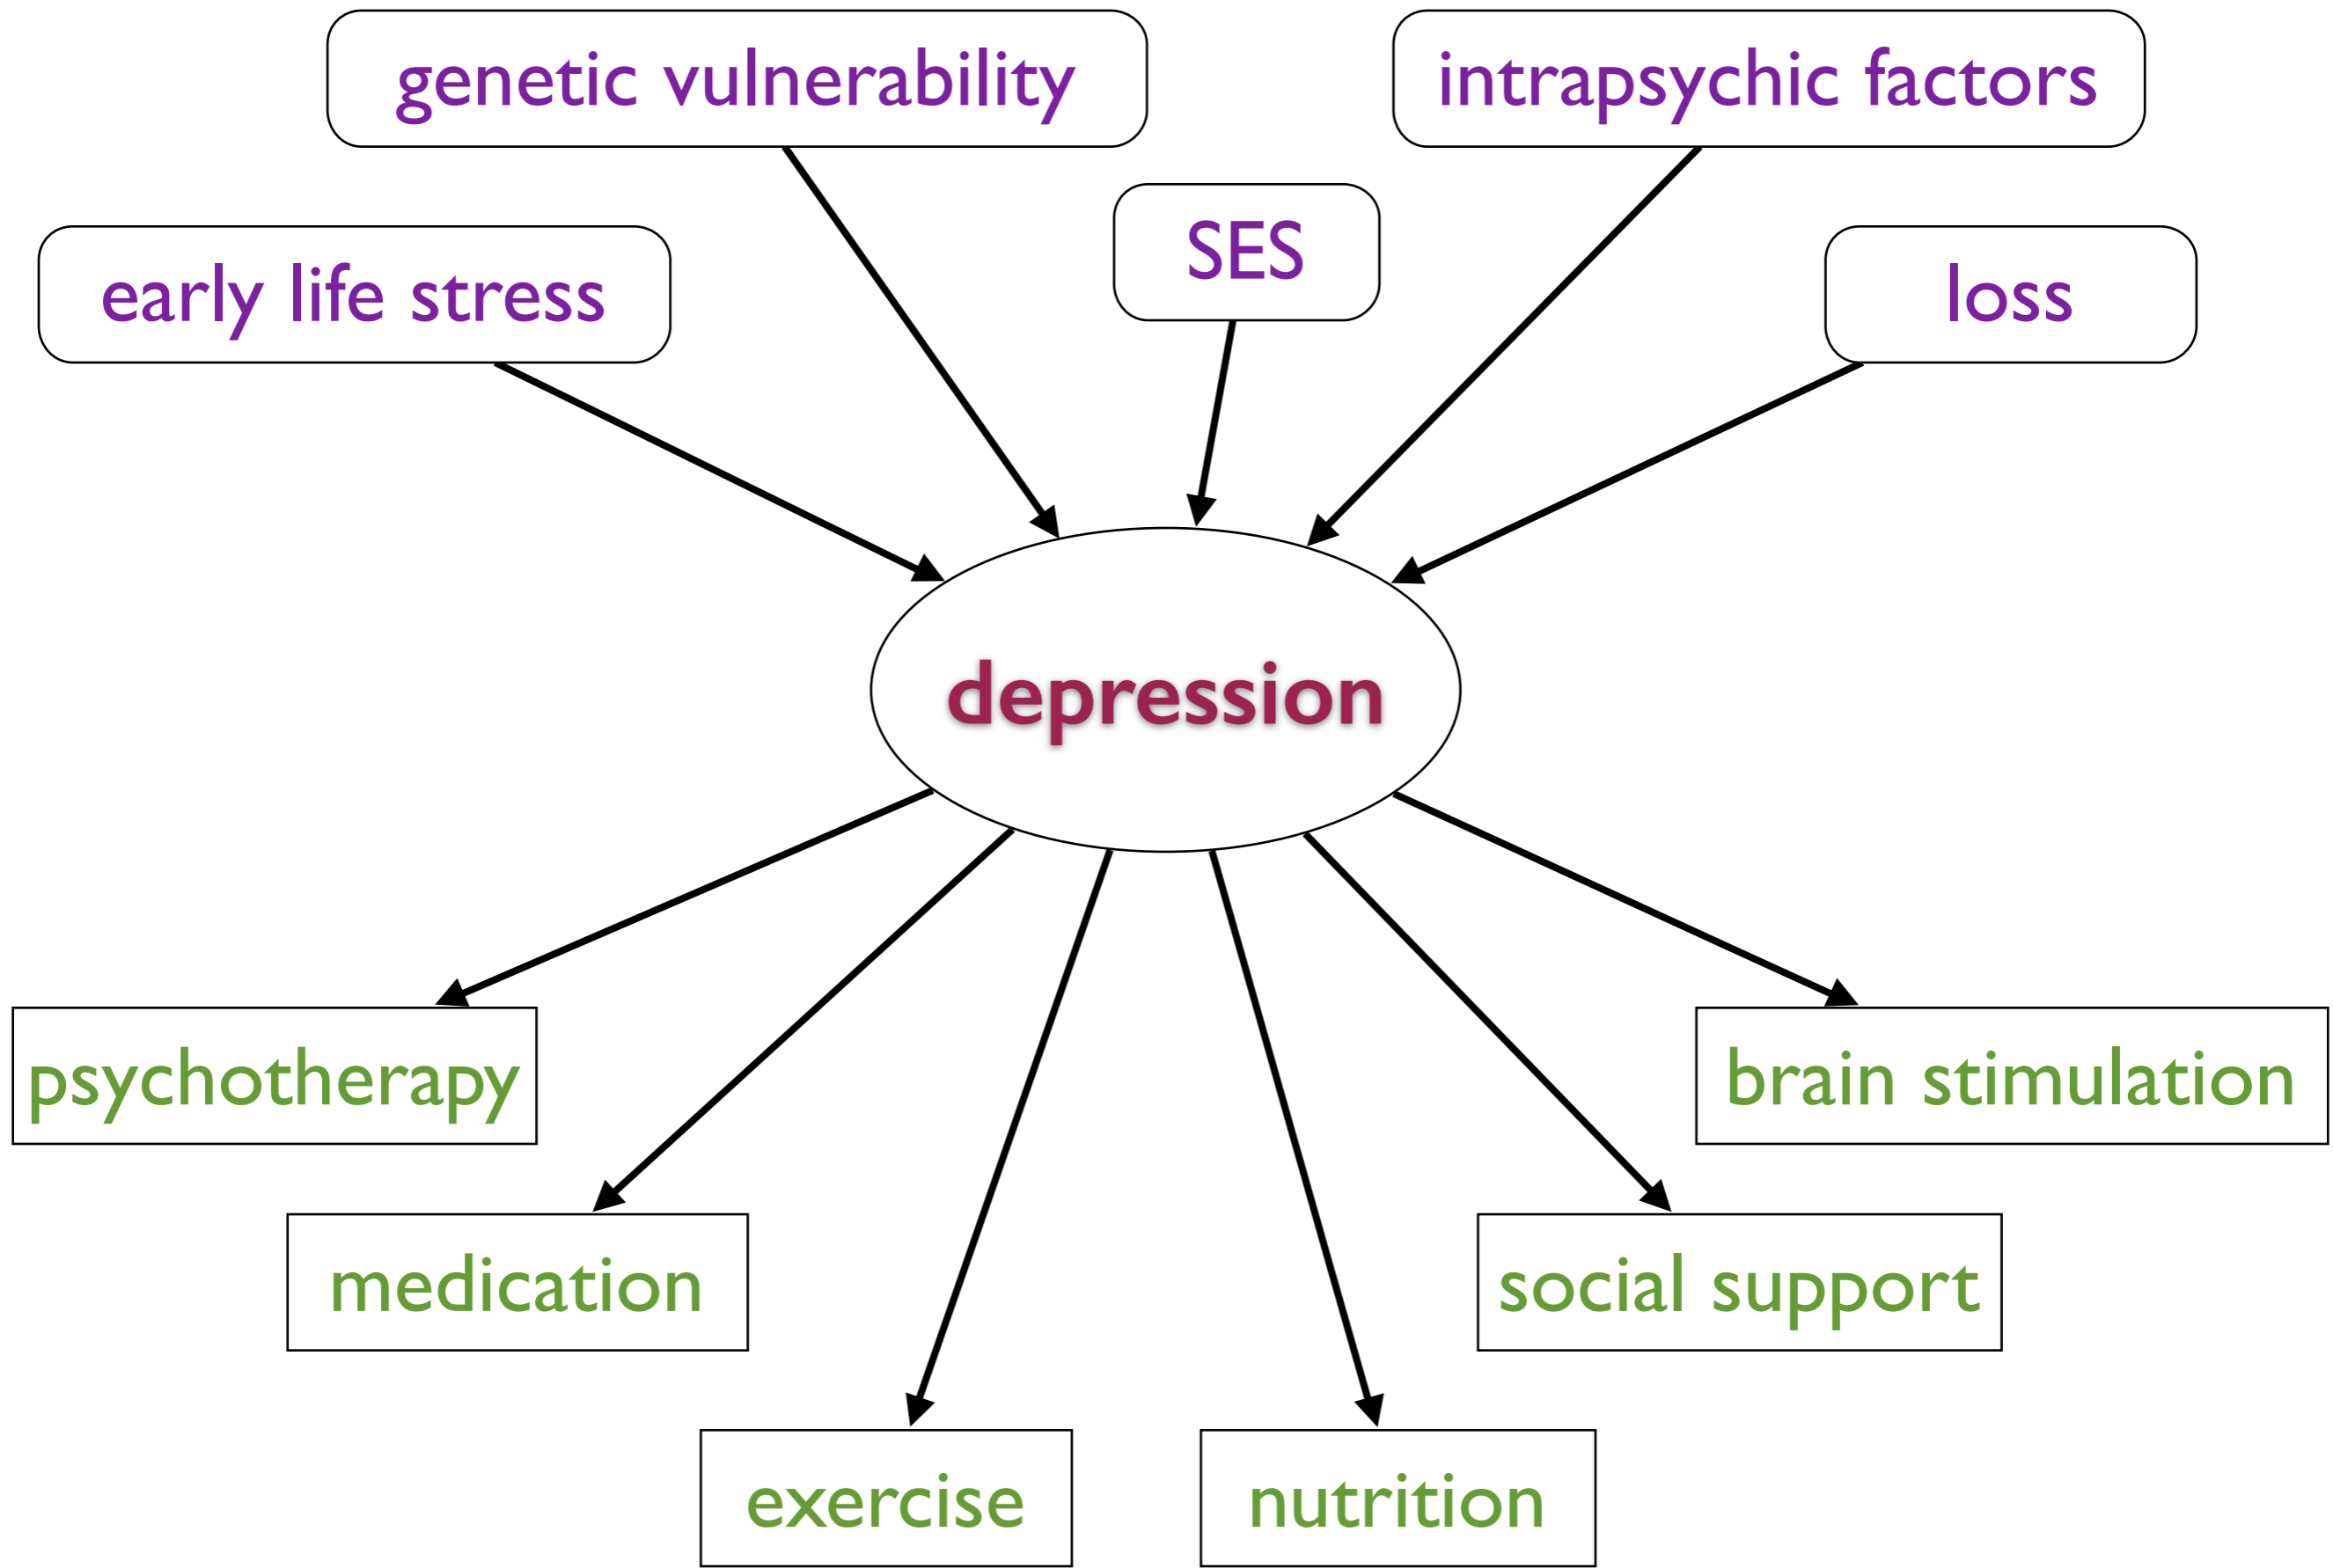 genetic vulnerability
intrapsychic factors
SES
early life stress
loss
depression
psychotherapy
brain stimulation
medication
social support
exercise
nutrition